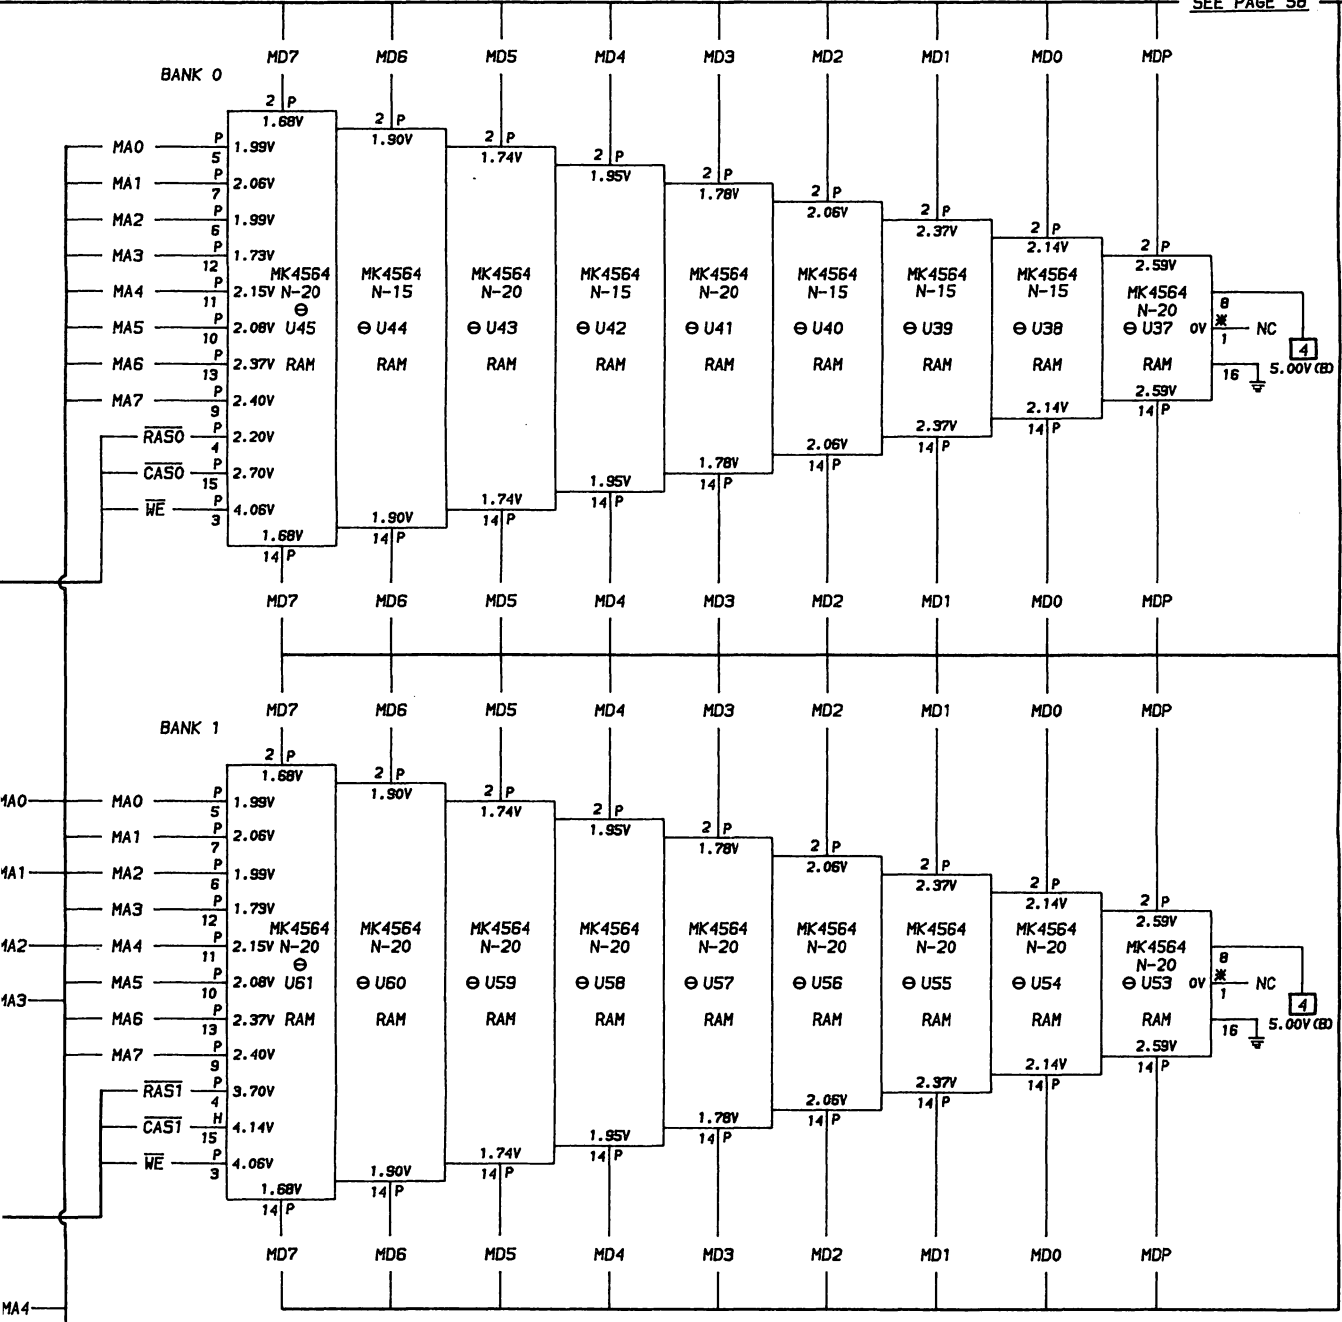 SEE PAGE 58
MD7 MD6 MD5 MD4 MD3 MD2 MD1 MD0 MDP
BANK 0
2 P 2 P 2 P 2 P 2 P 2 P 2 P 2 P 2 P
1.68V 1.90V 1.74V 1.95V 1.78V 2.06V 2.37V 2.14V 2.59V
MA0 P 5 1.99V
MA1 P 7 2.06V
MA2 P 6 1.99V
MA3 P 12 1.73V
MA4 P 11 2.15V
MA5 P 10 2.08V
MA6 P 13 2.37V
MA7 P 9 2.40V
RAS0 P 4 2.20V
CAS0 P 15 2.70V
WE P 3 4.06V
MK4564 MK4564 MK4564 MK4564 MK4564 MK4564 MK4564 MK4564 MK4564
N-20 N-15 N-20 N-15 N-20 N-15 N-15 N-15 N-20
U45 U44 U43 U42 U41 U40 U39 U38 U37
RAM RAM RAM RAM RAM RAM RAM RAM RAM
8
0V * 1 NC
4
16 5.00V(B)
1.68V 1.90V 1.74V 1.95V 1.78V 2.06V 2.37V 2.14V 2.59V
14 P 14 P 14 P 14 P 14 P 14 P 14 P 14 P 14 P
MD7 MD6 MD5 MD4 MD3 MD2 MD1 MD0 MDP
MD7 MD6 MD5 MD4 MD3 MD2 MD1 MD0 MDP
BANK 1
2 P 2 P 2 P 2 P 2 P 2 P 2 P 2 P 2 P
1.68V 1.90V 1.74V 1.95V 1.78V 2.06V 2.37V 2.14V 2.59V
MA0 MA0 P 5 1.99V
MA1 P 7 2.06V
MA1 MA2 P 6 1.99V
MA3 P 12 1.73V
MA2 MA4 P 11 2.15V
MA5 P 10 2.08V
MA3
MA6 P 13 2.37V
MA7 P 9 2.40V
RAS1 P 4 3.70V
CAS1 H 15 4.14V
WE P 3 4.06V
MK4564 MK4564 MK4564 MK4564 MK4564 MK4564 MK4564 MK4564 MK4564
N-20 N-20 N-20 N-20 N-20 N-20 N-20 N-20 N-20
U61 U60 U59 U58 U57 U56 U55 U54 U53
RAM RAM RAM RAM RAM RAM RAM RAM RAM
8
0V * 1 NC
4
16 5.00V(B)
1.68V 1.90V 1.74V 1.95V 1.78V 2.06V 2.37V 2.14V 2.59V
14 P 14 P 14 P 14 P 14 P 14 P 14 P 14 P 14 P
MD7 MD6 MD5 MD4 MD3 MD2 MD1 MD0 MDP
MA4